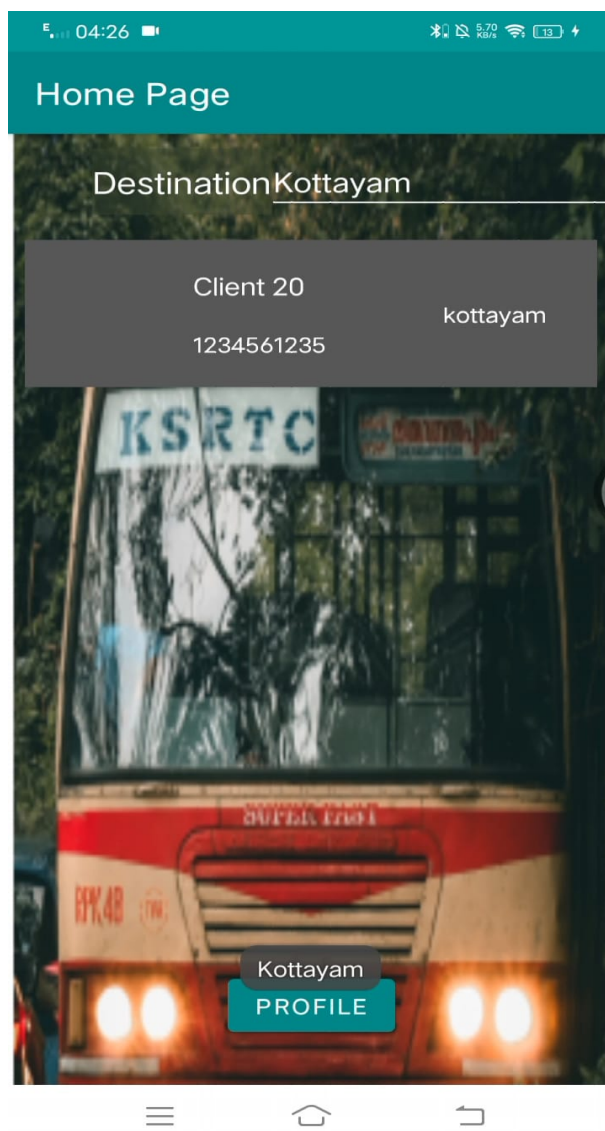 E 04:26 5.70 KB/s 13
Home Page
Destination Kottayam
Client 20
kottayam
1234561235
KSRTC
SUPER FAST
RPK 48
Kottayam
PROFILE